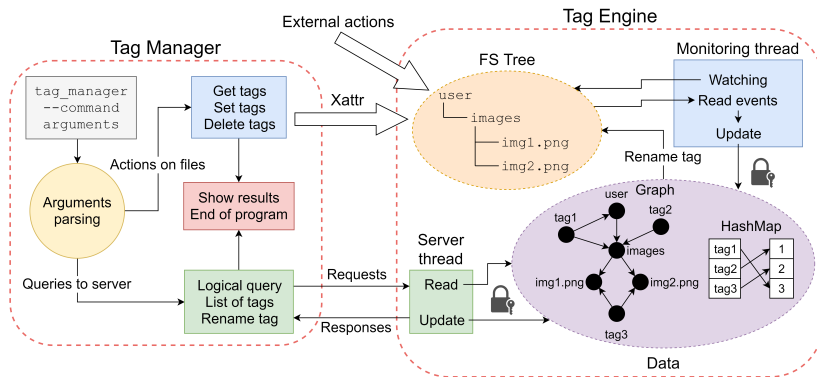 External actions
Tag Manager
Tag Engine
tag_manager
--command
arguments
Get tags
Set tags
Delete tags
Xattr
FS Tree
user
images
img1.png
img2.png
Monitoring thread
Watching
Read events
Update
Actions on files
Arguments
parsing
Show results
End of program
Rename tag
Queries to server
Logical query
List of tags
Rename tag
Requests
Responses
Server
thread
Read
Update
Graph
user
tag1
tag2
images
img1.png
img2.png
tag3
HashMap
tag1 1
tag2 2
tag3 3
Data